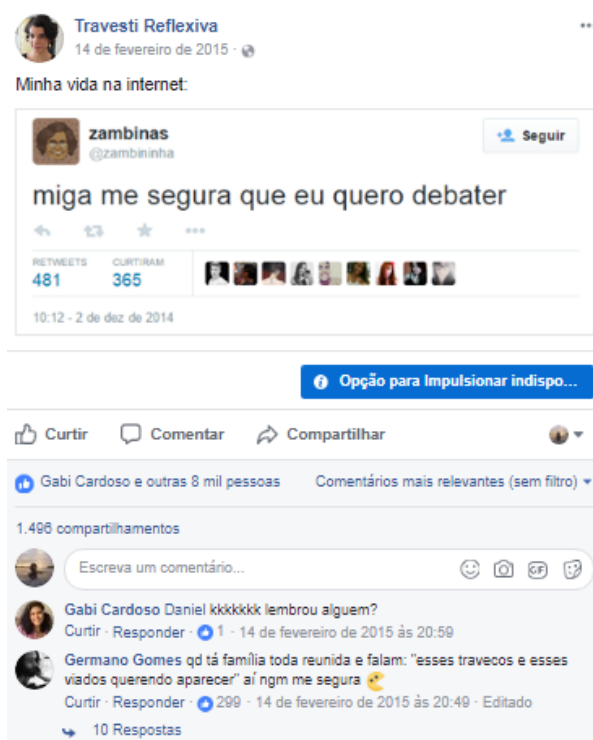 Travesti Reflexiva
14 de fevereiro de 2015 ·
Minha vida na internet:
zambinas
@zambininha
Seguir
miga me segura que eu quero debater
RETWEETS CURTIRAM
481 365
10:12 - 2 de dez de 2014
Opção para Impulsionar indispo...
Curtir Comentar Compartilhar
Gabi Cardoso e outras 8 mil pessoas Comentários mais relevantes (sem filtro)
1.496 compartilhamentos
Escreva um comentário... GIF
Gabi Cardoso Daniel kkkkkkk lembrou alguem?
Curtir · Responder · 1 · 14 de fevereiro de 2015 às 20:59
Germano Gomes qd tá família toda reunida e falam: "esses travecos e esses
viados querendo aparecer" aí ngm me segura
Curtir · Responder · 299 · 14 de fevereiro de 2015 às 20:49 · Editado
10 Respostas